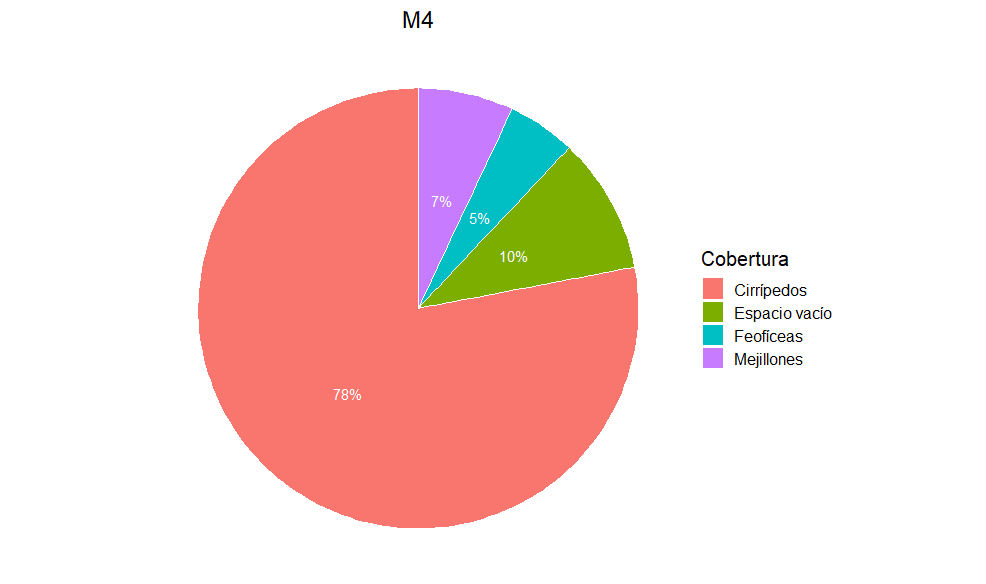 M4
7%
5%
10%
78%
Cobertura
Cirrípedos
Espacio vacío
Feofíceas
Mejillones